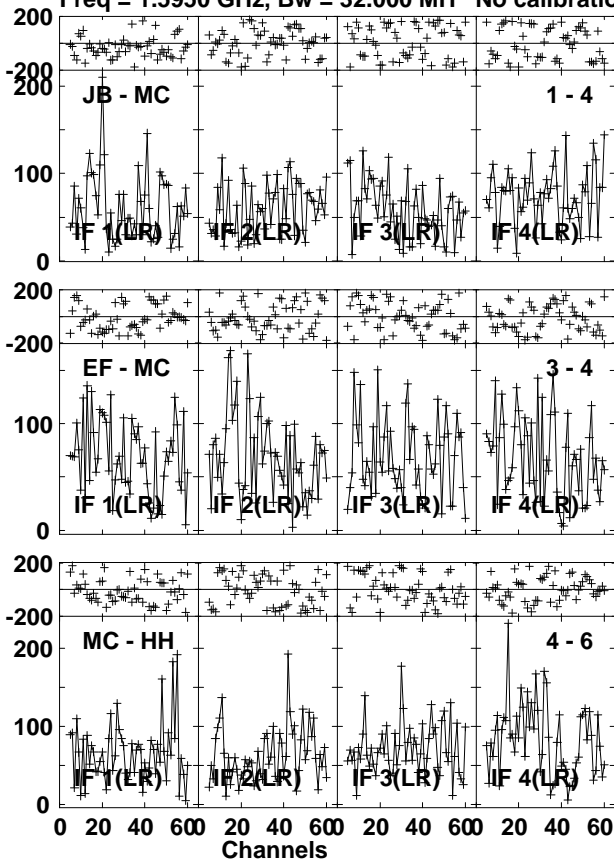 Freq = 1.5950 GHz, Bw = 32.000 MH No calibratio
200
-200
200
100
0
JB - MC
1 - 4
IF 1(LR)
IF 2(LR)
IF 3(LR)
IF 4(LR)
200
-200
100
0
EF - MC
3 - 4
IF 1(LR)
IF 2(LR)
IF 3(LR)
IF 4(LR)
200
-200
200
100
0
MC - HH
4 - 6
IF 1(LR)
IF 2(LR)
IF 3(LR)
IF 4(LR)
0 20 40 60 0 20 40 60 0 20 40 60 0 20 40 60
Channels